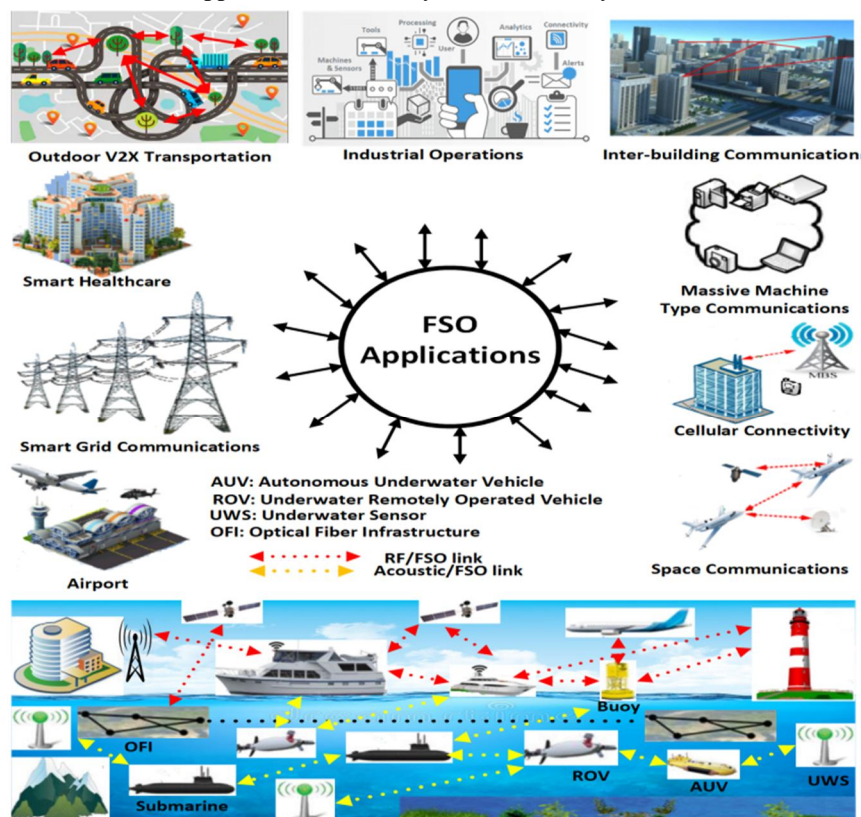 Tools
Processing
User
Analytics
Connectivity
Machines
& Sensors
Alerts
Outdoor V2X Transportation
Industrial Operations
Inter-building Communication
Smart Healthcare
Massive Machine
Type Communications
FSO
Applications
MBS
Smart Grid Communications
Cellular Connectivity
AUV: Autonomous Underwater Vehicle
ROV: Underwater Remotely Operated Vehicle
UWS: Underwater Sensor
OFI: Optical Fiber Infrastructure
RF/FSO link
Acoustic/FSO link
Airport
Space Communications
Buoy
OFI
ROV
AUV
UWS
Submarine